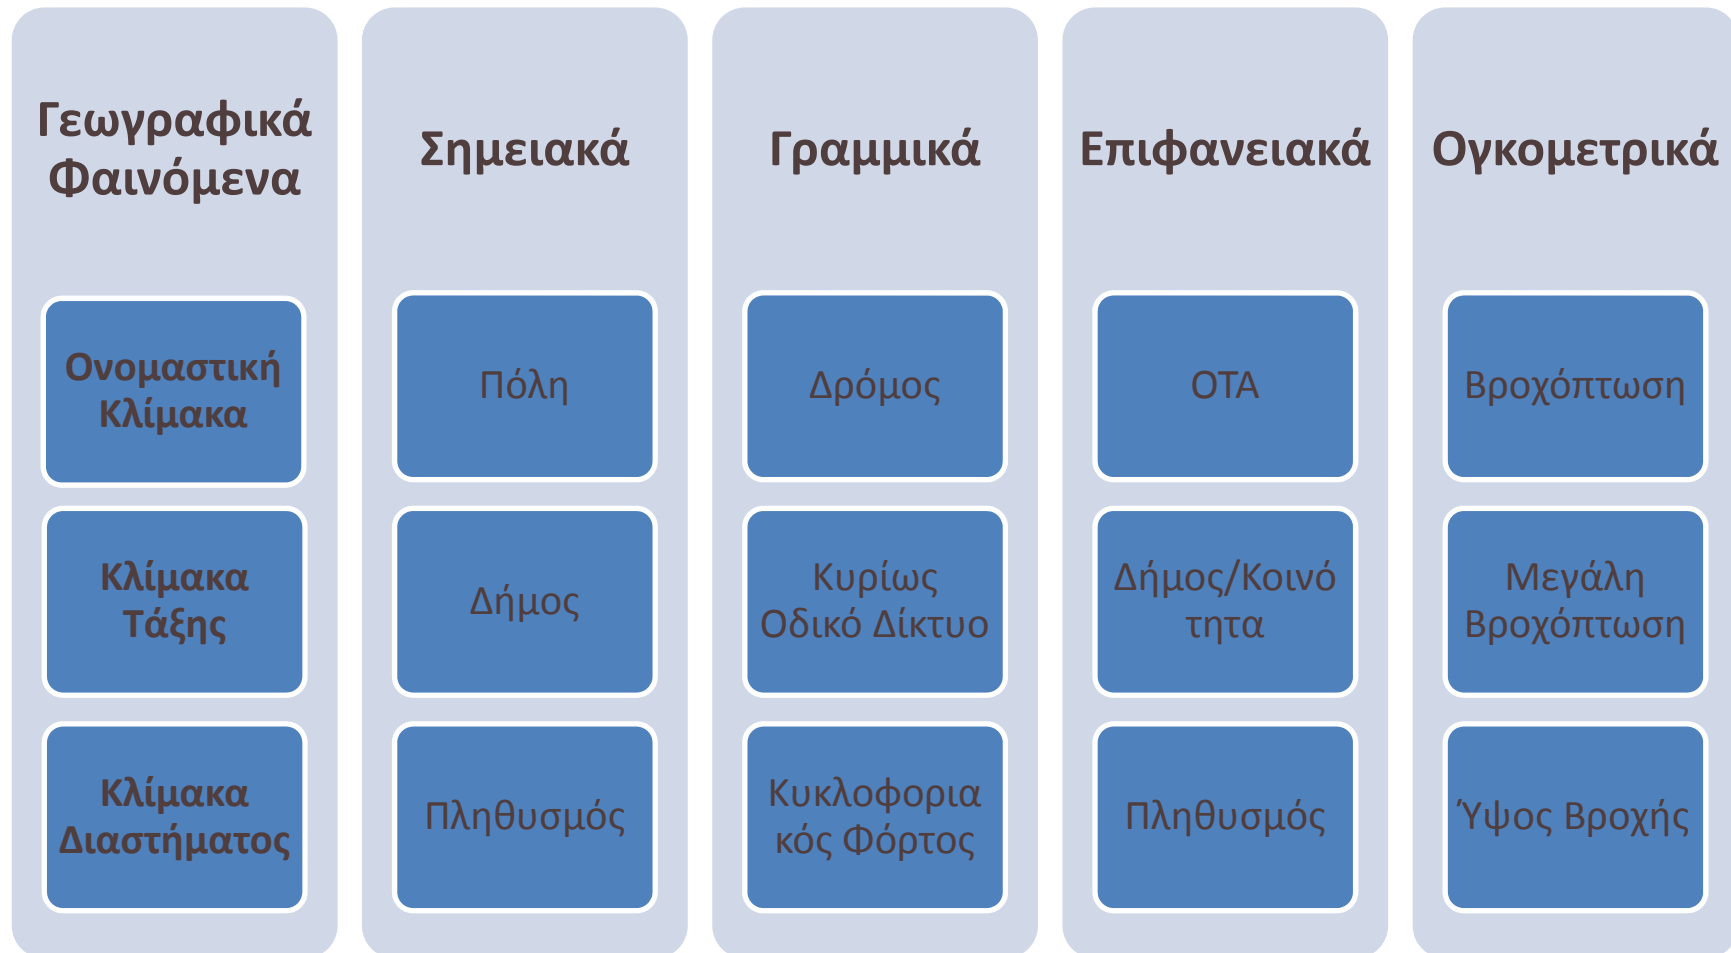 Γεωγραφικά
Φαινόμενα
Ονομαστική
Κλίμακα
Κλίμακα
Τάξης
Κλίμακα
Διαστήματος
Σημειακά
Πόλη
Δήμος
Πληθυσμός
Γραμμικά
Δρόμος
Κυρίως
Οδικό Δίκτυο
Κυκλοφορια
κός Φόρτος
Επιφανειακά
ΟΤΑ
Δήμος/Κοινό
τητα
Πληθυσμός
Ογκομετρικά
Βροχόπτωση
Μεγάλη
Βροχόπτωση
Ύψος Βροχής